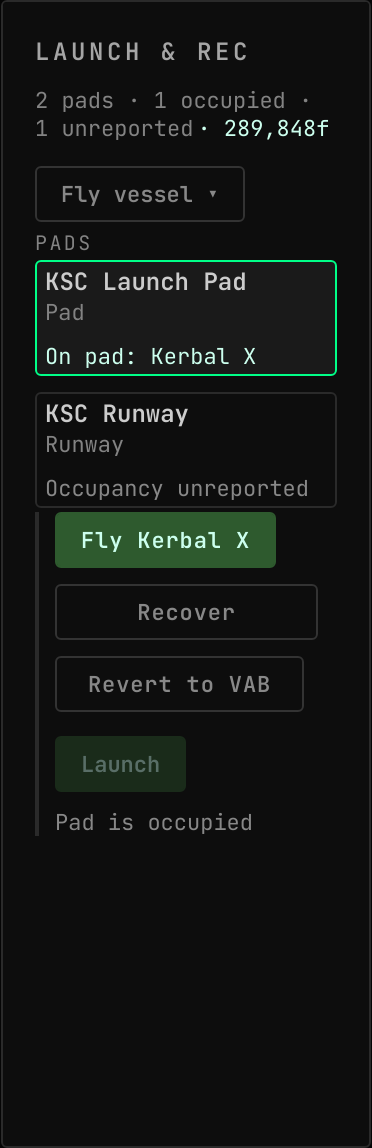 LAUNCH & REC
2 pads · 1 occupied ·
1 unreported · 289,848f
Fly vessel ▾
PADS
KSC Launch Pad
Pad
On pad: Kerbal X
KSC Runway
Runway
Occupancy unreported
Fly Kerbal X
Recover
Revert to VAB
Launch
Pad is occupied